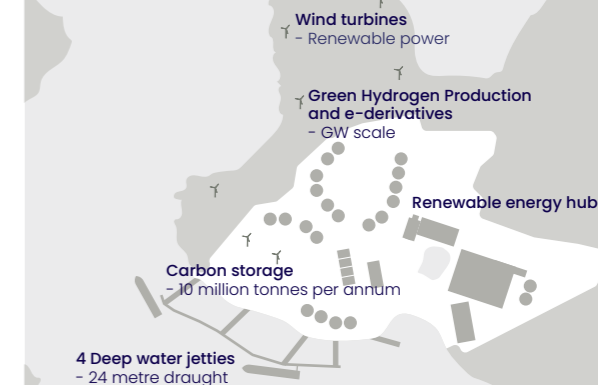 Wind turbines
- Renewable power
Green Hydrogen Production
and e-derivatives
- GW scale
Renewable energy hub
Carbon storage
- 10 million tonnes per annum
4 Deep water jetties
- 24 metre draught